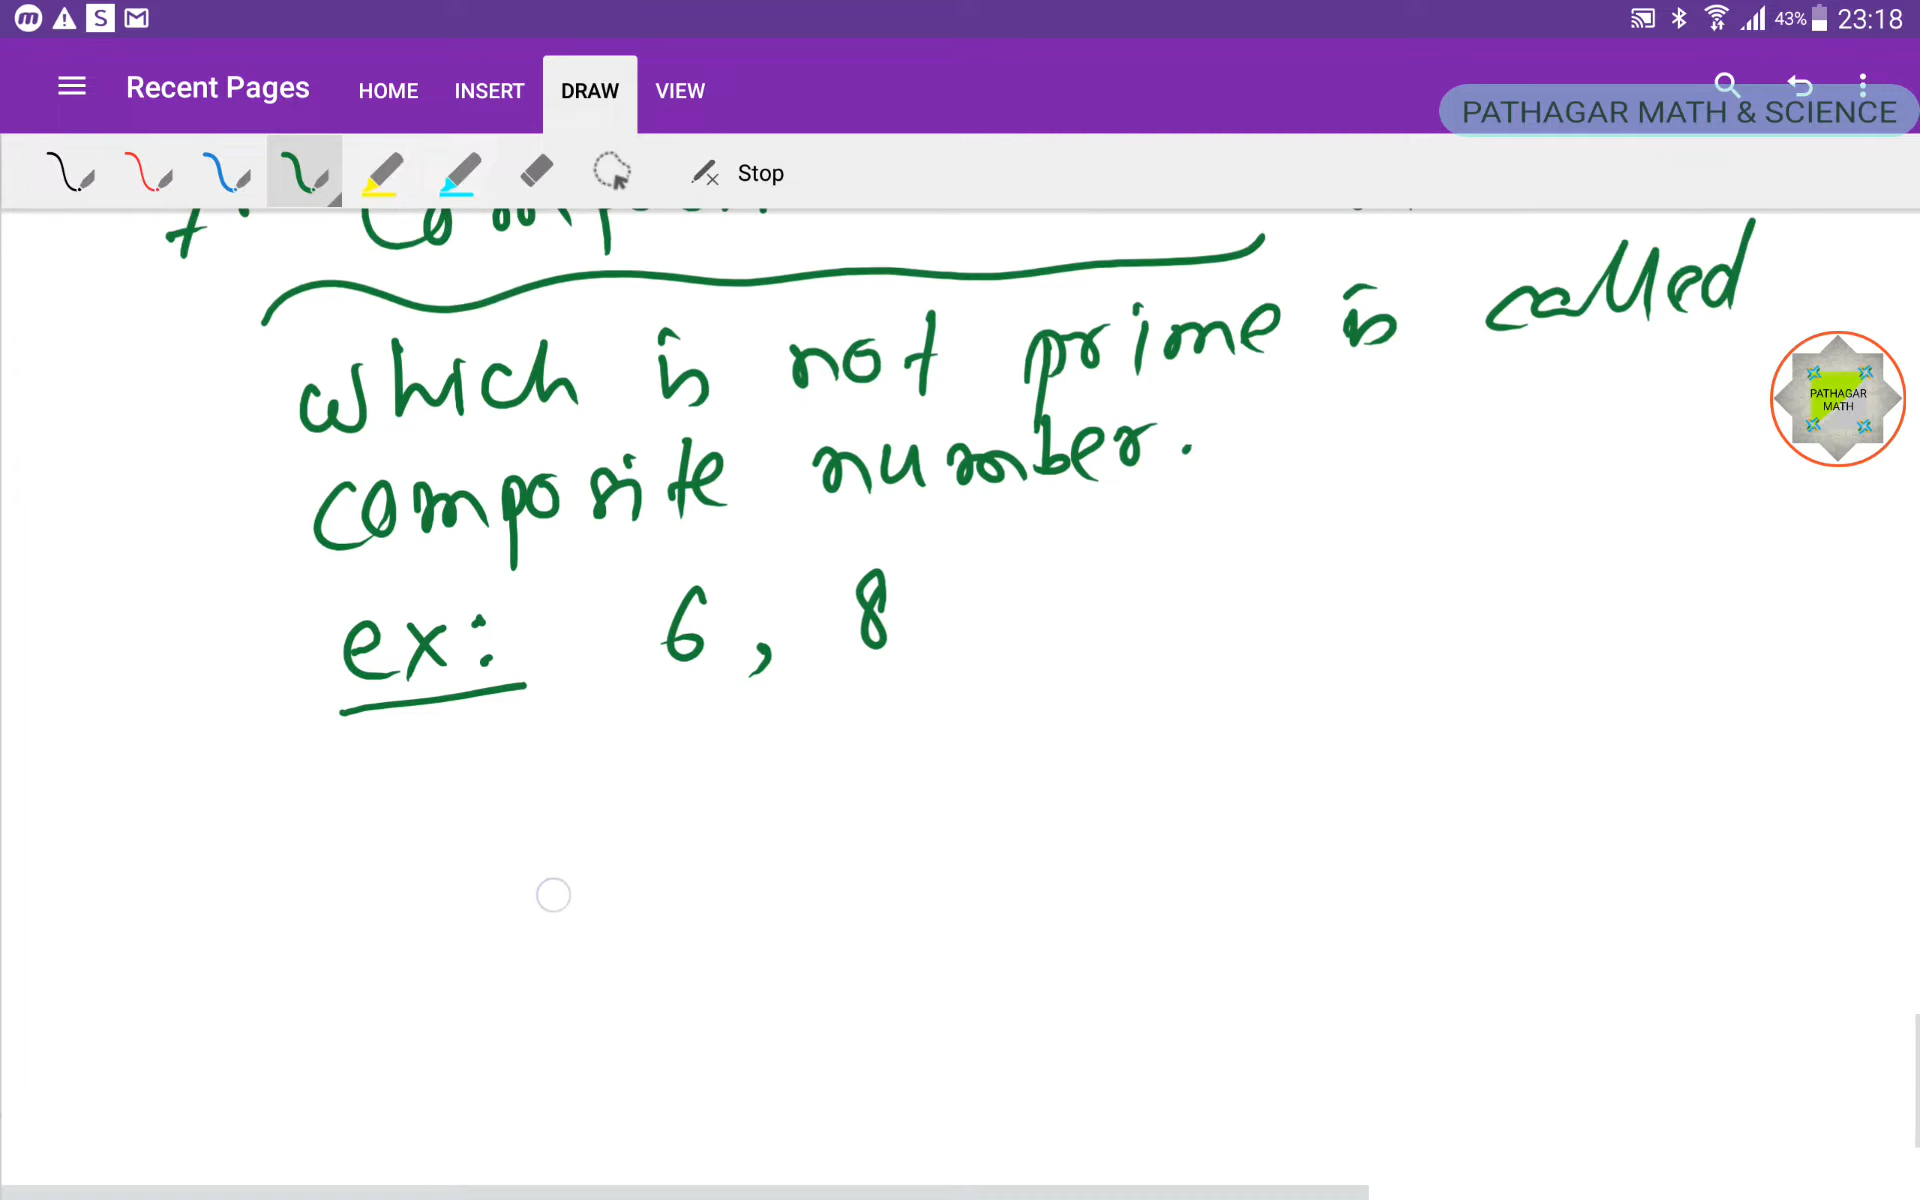 S 43% 23:18
Recent Pages HOME INSERT DRAW VIEW
PATHAGAR MATH & SCIENCE
Stop
which is not prime is called
composite number.
ex: 6, 8
PATHAGAR
MATH